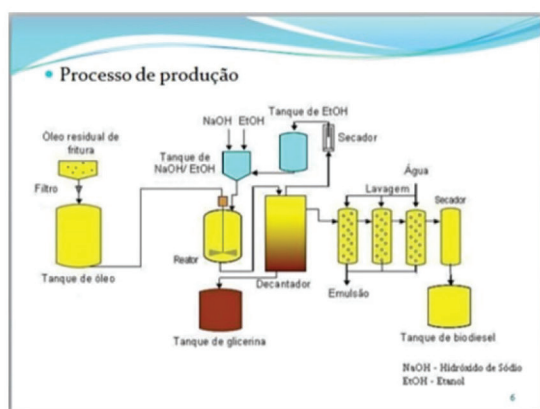 • Processo de produção
NaOH EtOH
Tanque de EtOH
Óleo residual de
fritura
Secador
Tanque de
NaOH/ EtOH
Água
Filtro
Lavagem
Secador
Reator
Tanque de óleo
Decantador
Emulsão
Tanque de glicerina
Tanque de biodiesel
NaOH - Hidróxido de Sódio
EtOH - Etanol
6